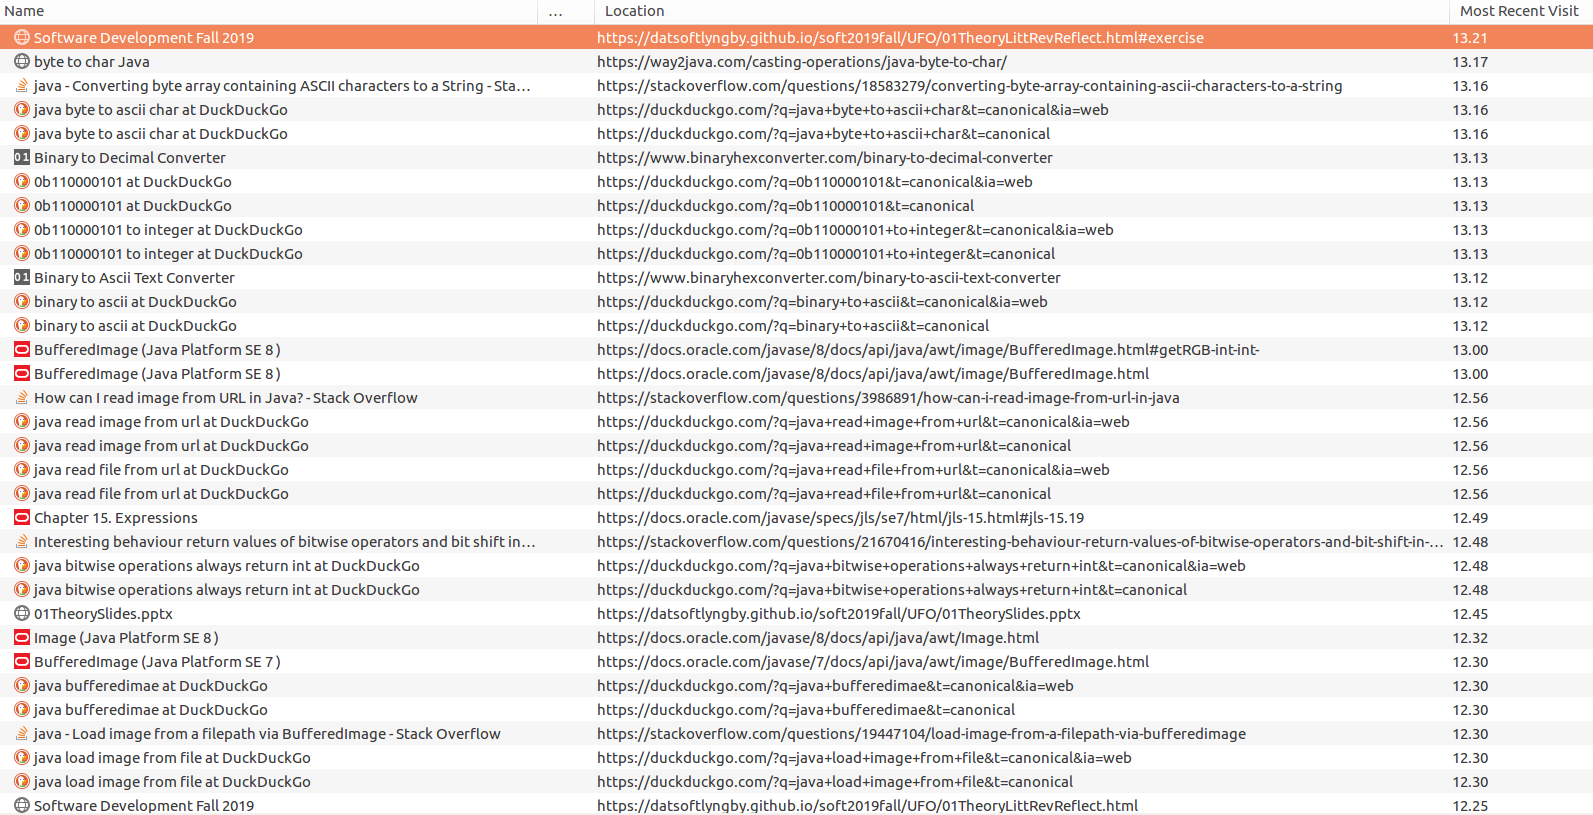 Name ... Location Most Recent Visit
Software Development Fall 2019 https://datsoftlyngby.github.io/soft2019fall/UFO/01TheoryLittRevReflect.html#exercise 13.21
byte to char Java https://way2java.com/casting-operations/java-byte-to-char/ 13.17
java - Converting byte array containing ASCII characters to a String - Sta… https://stackoverflow.com/questions/18583279/converting-byte-array-containing-ascii-characters-to-a-string 13.16
java byte to ascii char at DuckDuckGo https://duckduckgo.com/?q=java+byte+to+ascii+char&t=canonical&ia=web 13.16
java byte to ascii char at DuckDuckGo https://duckduckgo.com/?q=java+byte+to+ascii+char&t=canonical 13.16
01 Binary to Decimal Converter https://www.binaryhexconverter.com/binary-to-decimal-converter 13.13
0b110000101 at DuckDuckGo https://duckduckgo.com/?q=0b110000101&t=canonical&ia=web 13.13
0b110000101 at DuckDuckGo https://duckduckgo.com/?q=0b110000101&t=canonical 13.13
0b110000101 to integer at DuckDuckGo https://duckduckgo.com/?q=0b110000101+to+integer&t=canonical&ia=web 13.13
0b110000101 to integer at DuckDuckGo https://duckduckgo.com/?q=0b110000101+to+integer&t=canonical 13.13
01 Binary to Ascii Text Converter https://www.binaryhexconverter.com/binary-to-ascii-text-converter 13.12
binary to ascii at DuckDuckGo https://duckduckgo.com/?q=binary+to+ascii&t=canonical&ia=web 13.12
binary to ascii at DuckDuckGo https://duckduckgo.com/?q=binary+to+ascii&t=canonical 13.12
BufferedImage (Java Platform SE 8 ) https://docs.oracle.com/javase/8/docs/api/java/awt/image/BufferedImage.html#getRGB-int-int- 13.00
BufferedImage (Java Platform SE 8 ) https://docs.oracle.com/javase/8/docs/api/java/awt/image/BufferedImage.html 13.00
How can I read image from URL in Java? - Stack Overflow https://stackoverflow.com/questions/3986891/how-can-i-read-image-from-url-in-java 12.56
java read image from url at DuckDuckGo https://duckduckgo.com/?q=java+read+image+from+url&t=canonical&ia=web 12.56
java read image from url at DuckDuckGo https://duckduckgo.com/?q=java+read+image+from+url&t=canonical 12.56
java read file from url at DuckDuckGo https://duckduckgo.com/?q=java+read+file+from+url&t=canonical&ia=web 12.56
java read file from url at DuckDuckGo https://duckduckgo.com/?q=java+read+file+from+url&t=canonical 12.56
Chapter 15. Expressions https://docs.oracle.com/javase/specs/jls/se7/html/jls-15.html#jls-15.19 12.49
Interesting behaviour return values of bitwise operators and bit shift in… https://stackoverflow.com/questions/21670416/interesting-behaviour-return-values-of-bitwise-operators-and-bit-shift-in-… 12.48
java bitwise operations always return int at DuckDuckGo https://duckduckgo.com/?q=java+bitwise+operations+always+return+int&t=canonical&ia=web 12.48
java bitwise operations always return int at DuckDuckGo https://duckduckgo.com/?q=java+bitwise+operations+always+return+int&t=canonical 12.48
01TheorySlides.pptx https://datsoftlyngby.github.io/soft2019fall/UFO/01TheorySlides.pptx 12.45
Image (Java Platform SE 8 ) https://docs.oracle.com/javase/8/docs/api/java/awt/Image.html 12.32
BufferedImage (Java Platform SE 7 ) https://docs.oracle.com/javase/7/docs/api/java/awt/image/BufferedImage.html 12.30
java bufferedimae at DuckDuckGo https://duckduckgo.com/?q=java+bufferedimae&t=canonical&ia=web 12.30
java bufferedimae at DuckDuckGo https://duckduckgo.com/?q=java+bufferedimae&t=canonical 12.30
java - Load image from a filepath via BufferedImage - Stack Overflow https://stackoverflow.com/questions/19447104/load-image-from-a-filepath-via-bufferedimage 12.30
java load image from file at DuckDuckGo https://duckduckgo.com/?q=java+load+image+from+file&t=canonical&ia=web 12.30
java load image from file at DuckDuckGo https://duckduckgo.com/?q=java+load+image+from+file&t=canonical 12.30
Software Development Fall 2019 https://datsoftlyngby.github.io/soft2019fall/UFO/01TheoryLittRevReflect.html 12.25